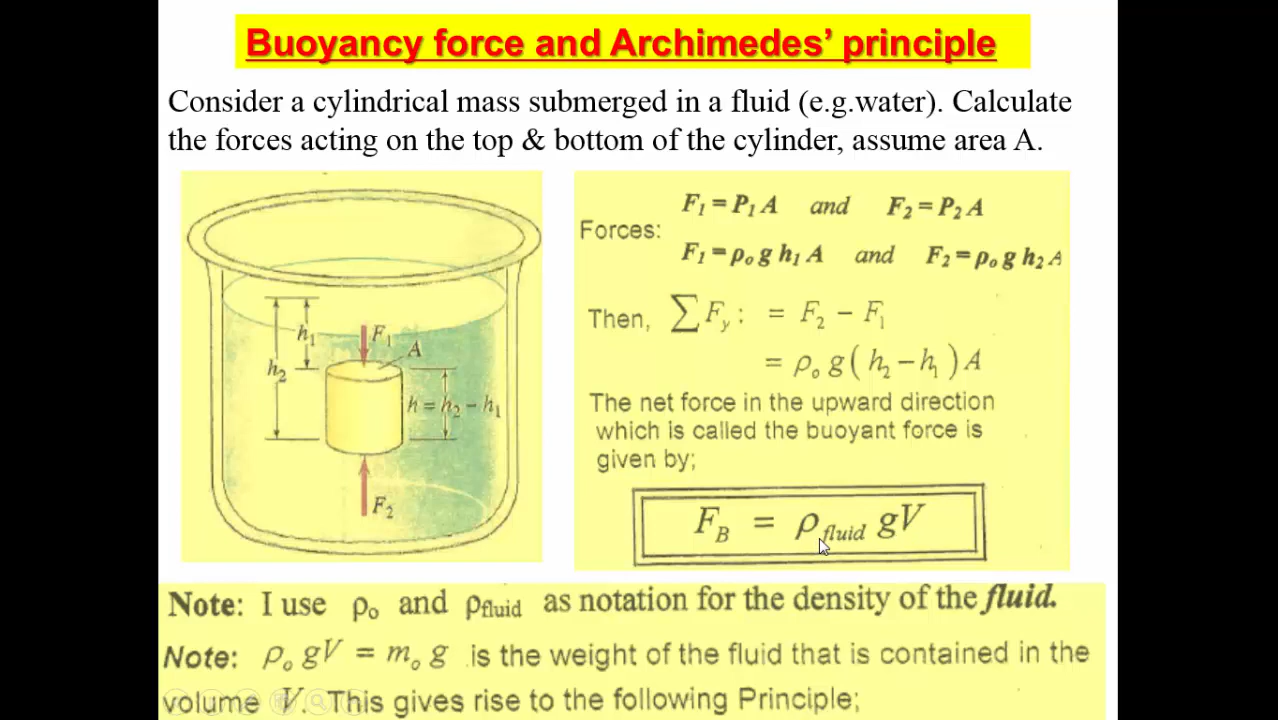 Buoyancy force and Archimedes’ principle
Consider a cylindrical mass submerged in a fluid (e.g.water). Calculate
the forces acting on the top & bottom of the cylinder, assume area A.
h₁
F₁
A
h₂
h = h₂ − h₁
F₂
F₁ = P₁ A and F₂ = P₂ A
Forces:
F₁ = ρₒ g h₁ A and F₂ = ρₒ g h₂ A
Then, ∑ Fy : = F₂ − F₁
= ρₒ g ( h₂ − h₁ ) A
The net force in the upward direction
which is called the buoyant force is
given by;
F_B = ρ_fluid gV
Note: I use ρₒ and ρfluid as notation for the density of the fluid.
Note: ρₒ gV = mₒ g is the weight of the fluid that is contained in the
volume V. This gives rise to the following Principle;